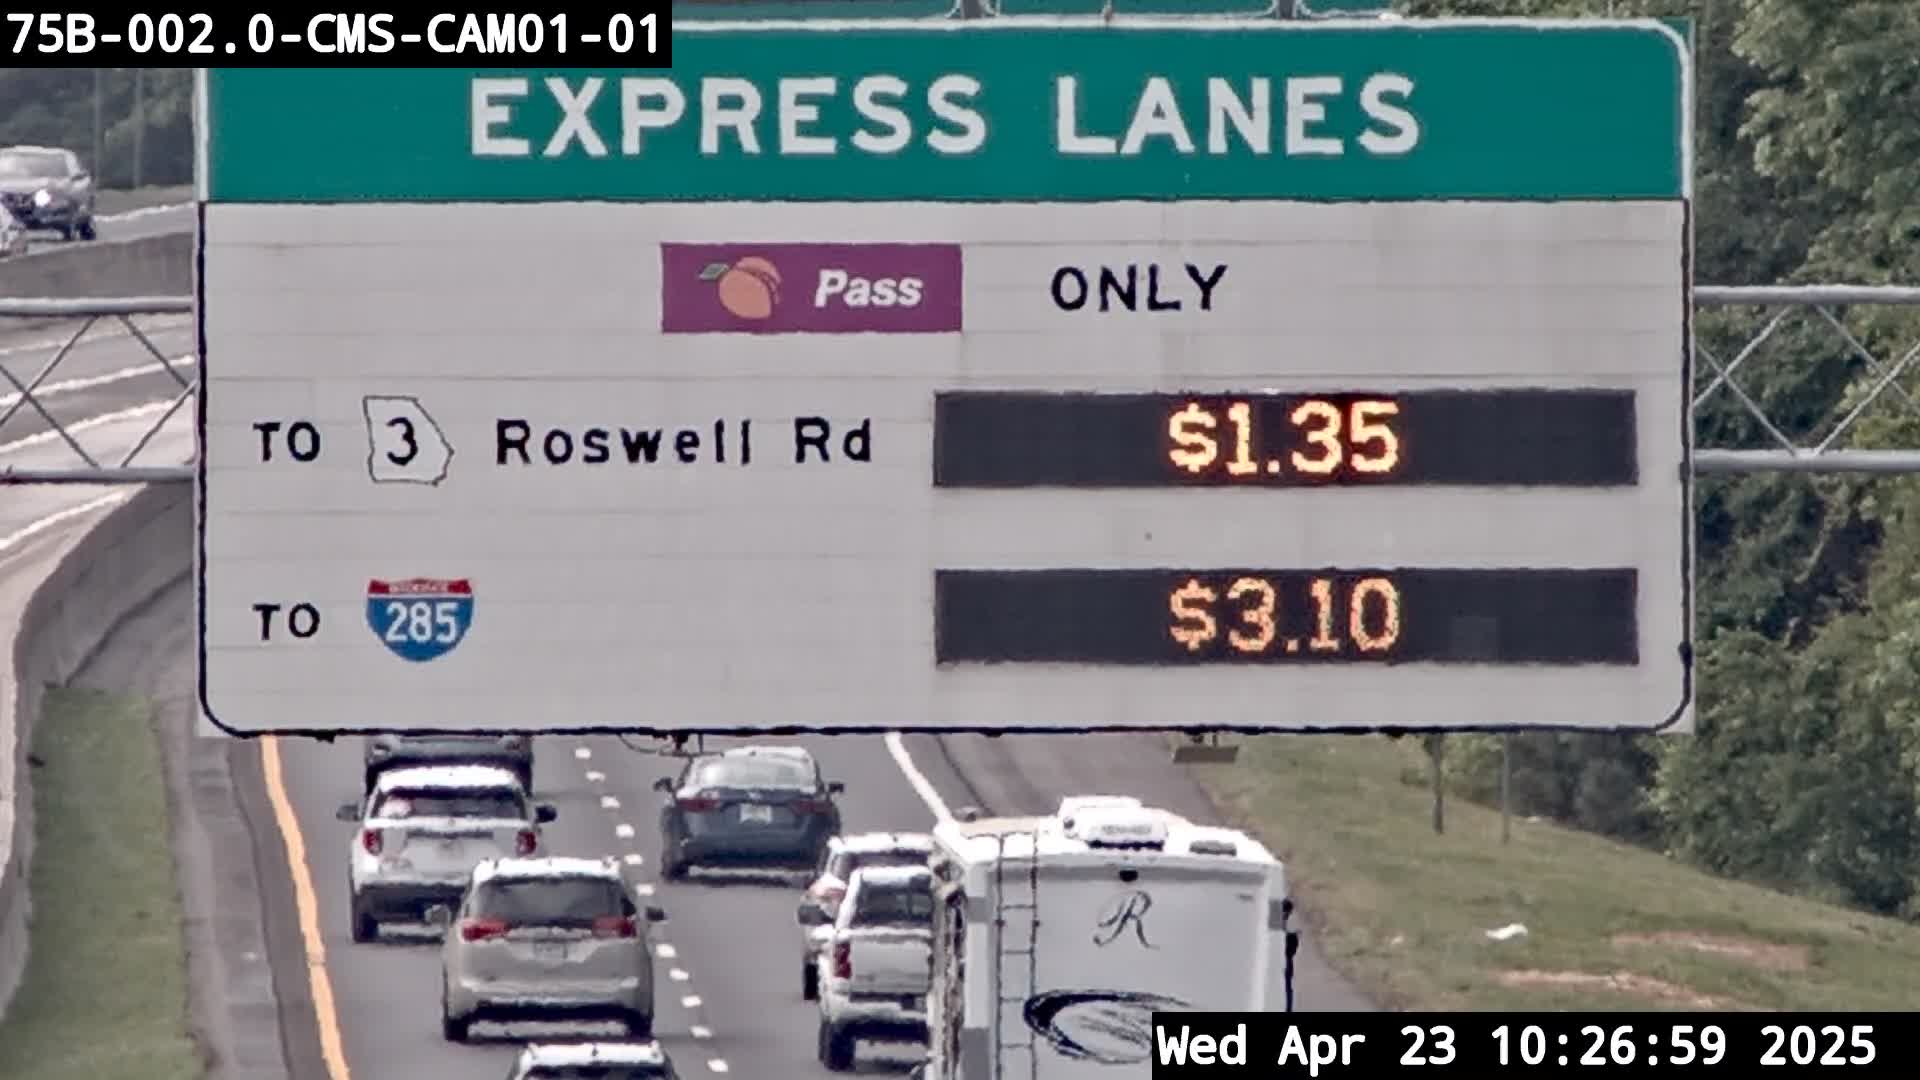 75B-002.0-CMS-CAM01-01
EXPRESS LANES
Pass ONLY
TO 3 Roswell Rd $1.35
TO 285 $3.10
R
Wed Apr 23 10:26:59 2025